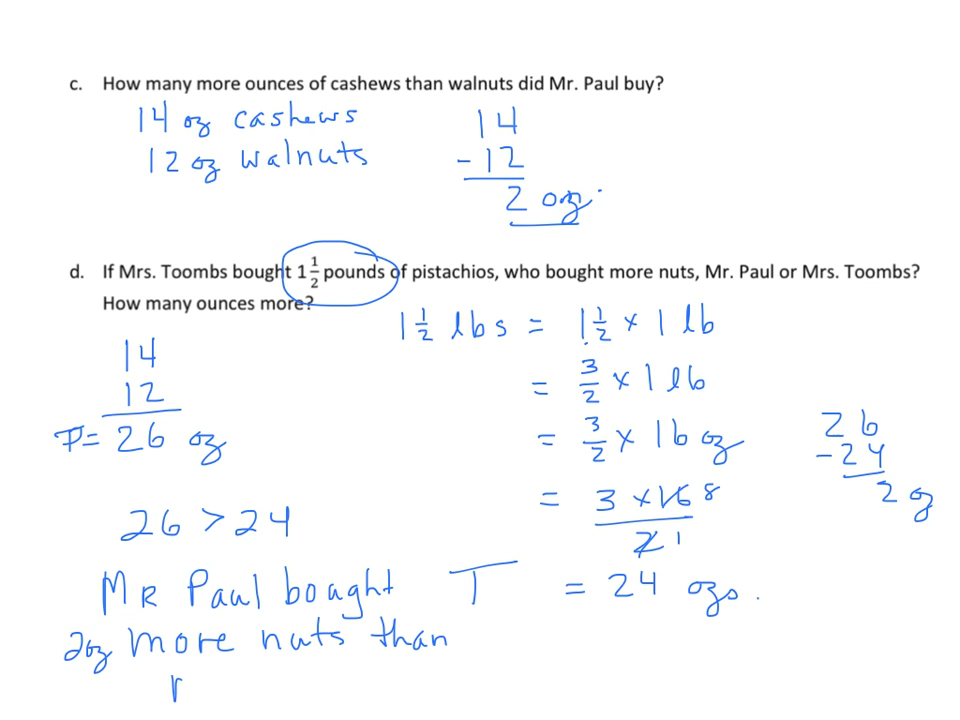 c. How many more ounces of cashews than walnuts did Mr. Paul buy?
14 oz cashews
12 oz walnuts
14
- 12
2 oz.
d. If Mrs. Toombs bought 1 1/2 pounds of pistachios, who bought more nuts, Mr. Paul or Mrs. Toombs?
How many ounces more?
14
12
P = 26 oz
26 > 24
MR Paul bought
2oz more nuts than
T
1 1/2 lbs = 1 1/2 x 1 lb
= 3/2 x 1 lb
= 3/2 x 16 oz
= 3 x 16 8
2 1
= 24 ozs.
26
- 24
2 oz